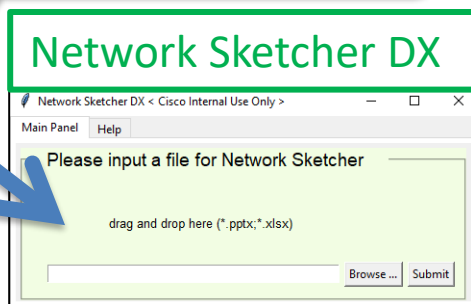 Network Sketcher DX
Network Sketcher DX < Cisco Internal Use Only >
Main Panel Help
Please input a file for Network Sketcher
drag and drop here (*.pptx;*.xlsx)
Browse ... Submit